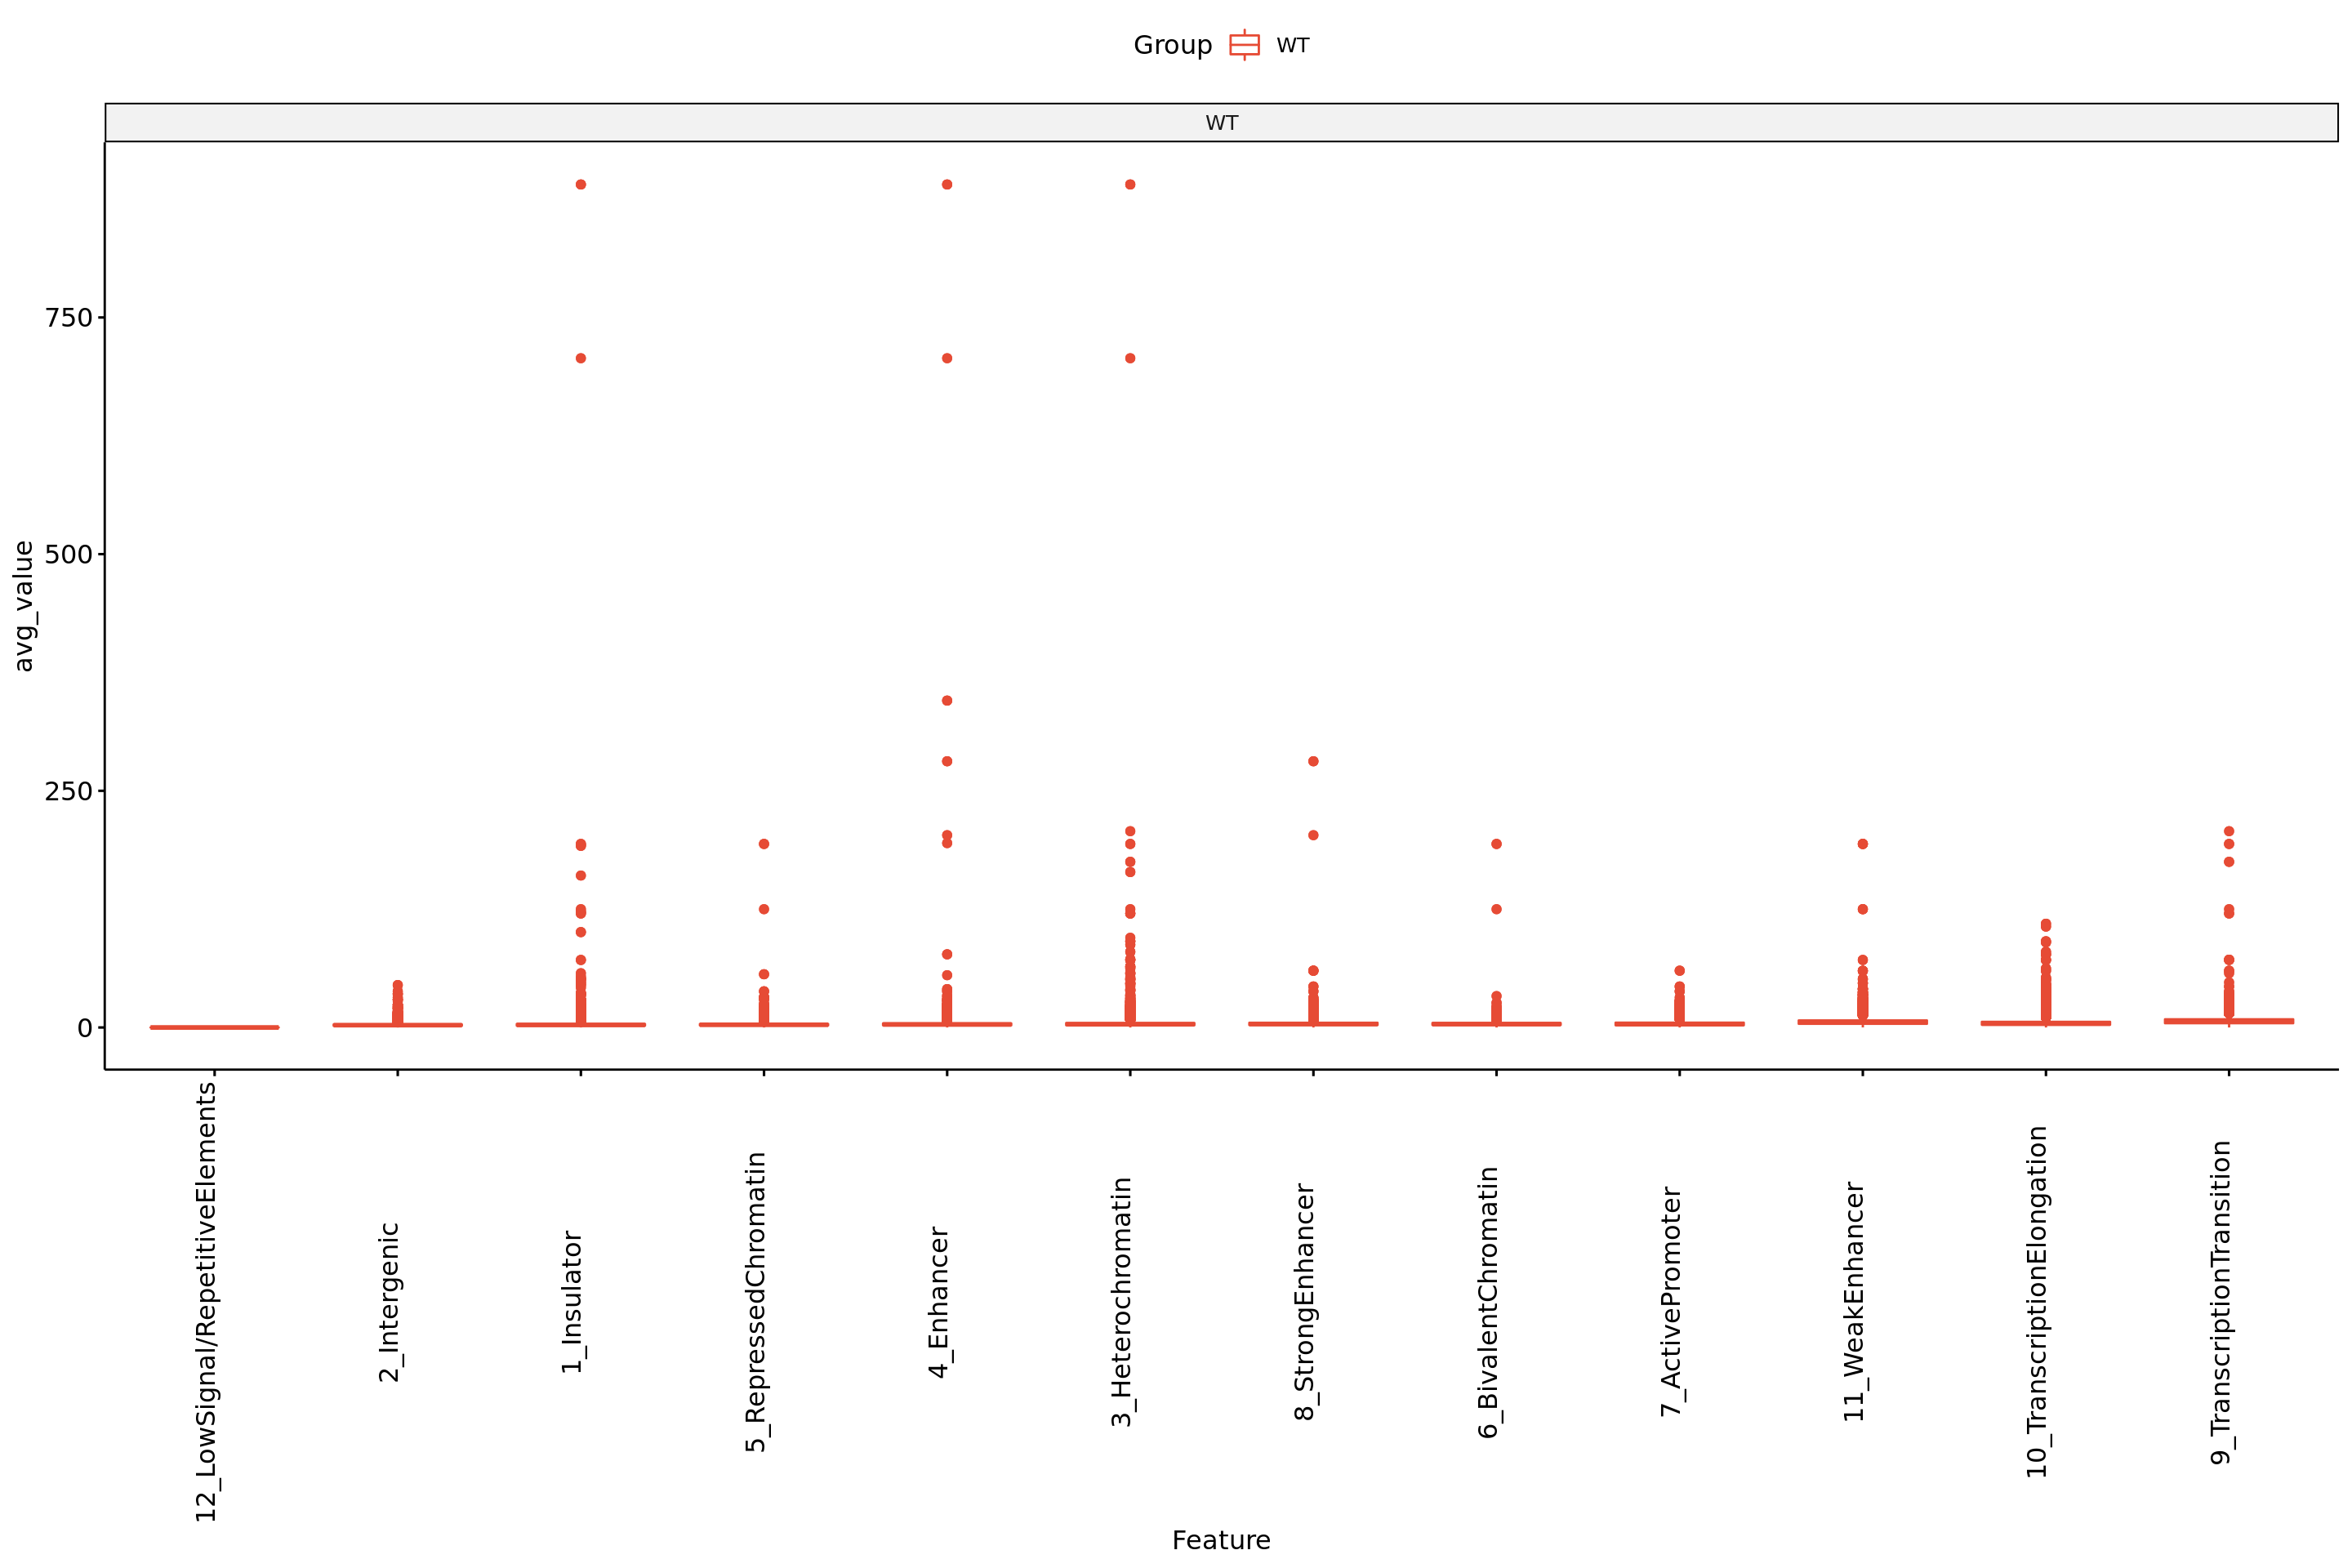 Group WT
WT
750
500
250
0
avg_value
12_LowSignal/RepetitiveElements
2_Intergenic
1_Insulator
5_RepressedChromatin
4_Enhancer
3_Heterochromatin
8_StrongEnhancer
6_BivalentChromatin
7_ActivePromoter
11_WeakEnhancer
10_TranscriptionElongation
9_TranscriptionTransition
Feature